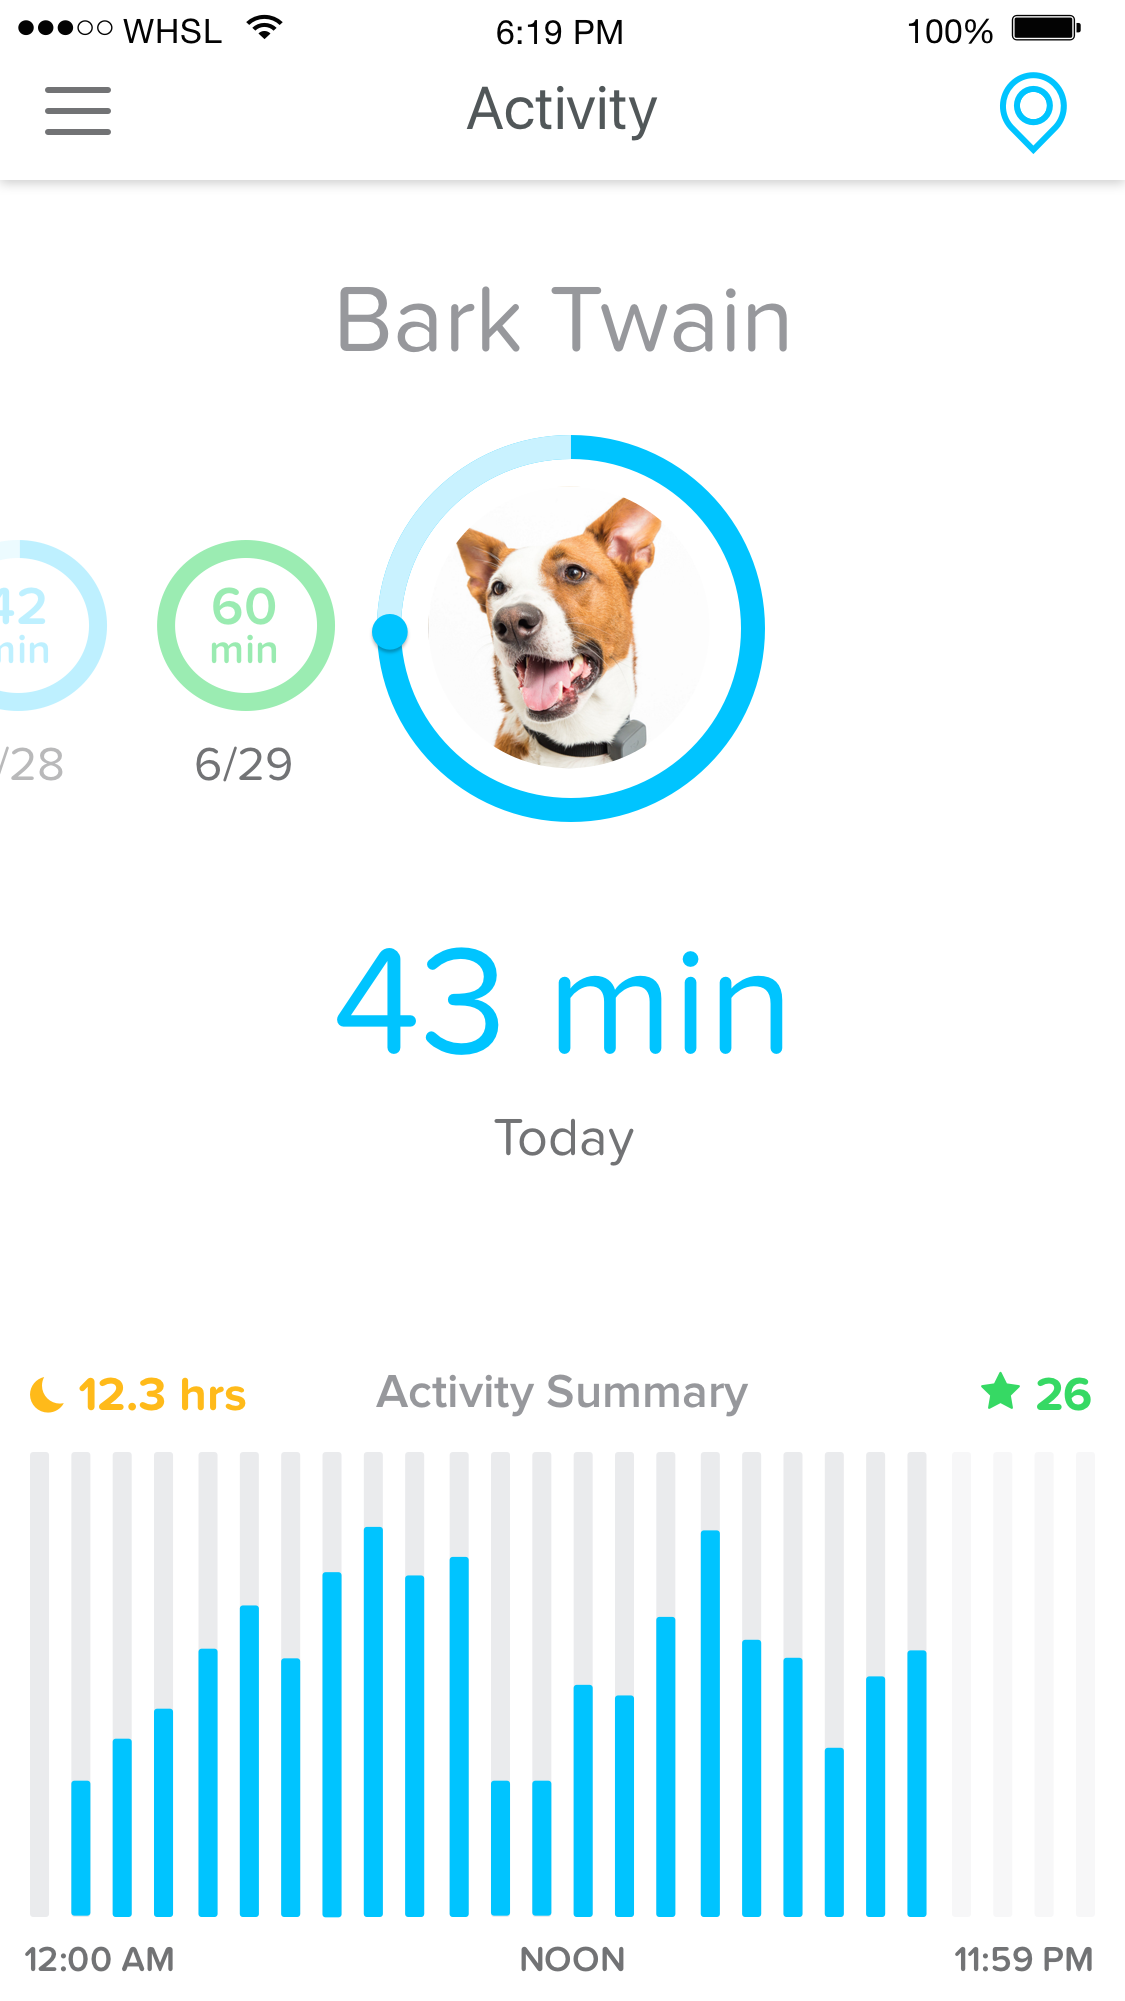 WHSL 6:19 PM 100%
Activity
Bark Twain
42 60
min min
/28 6/29
43 min
Today
12.3 hrs Activity Summary 26
12:00 AM NOON 11:59 PM